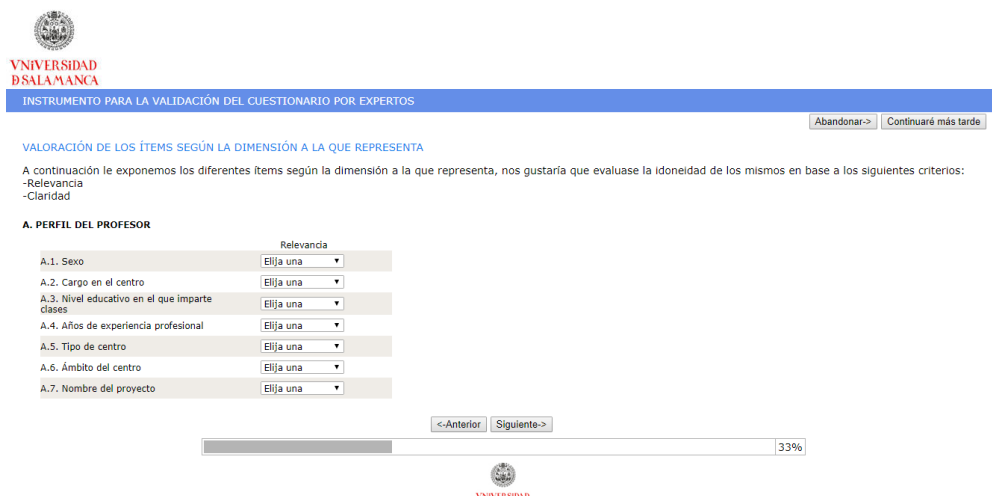 VNiVERSiDAD
D SALAMANCA
INSTRUMENTO PARA LA VALIDACIÓN DEL CUESTIONARIO POR EXPERTOS
Abandonar-> Continuaré más tarde
VALORACIÓN DE LOS ÍTEMS SEGÚN LA DIMENSIÓN A LA QUE REPRESENTA
A continuación le exponemos los diferentes ítems según la dimensión a la que representa, nos gustaría que evaluase la idoneidad de los mismos en base a los siguientes criterios:
-Relevancia
-Claridad
A. PERFIL DEL PROFESOR
Relevancia
A.1. Sexo Elija una
A.2. Cargo en el centro Elija una
A.3. Nivel educativo en el que imparte
clases Elija una
A.4. Años de experiencia profesional Elija una
A.5. Tipo de centro Elija una
A.6. Ámbito del centro Elija una
A.7. Nombre del proyecto Elija una
<-Anterior Siguiente->
33%
VNiVERSiDAD